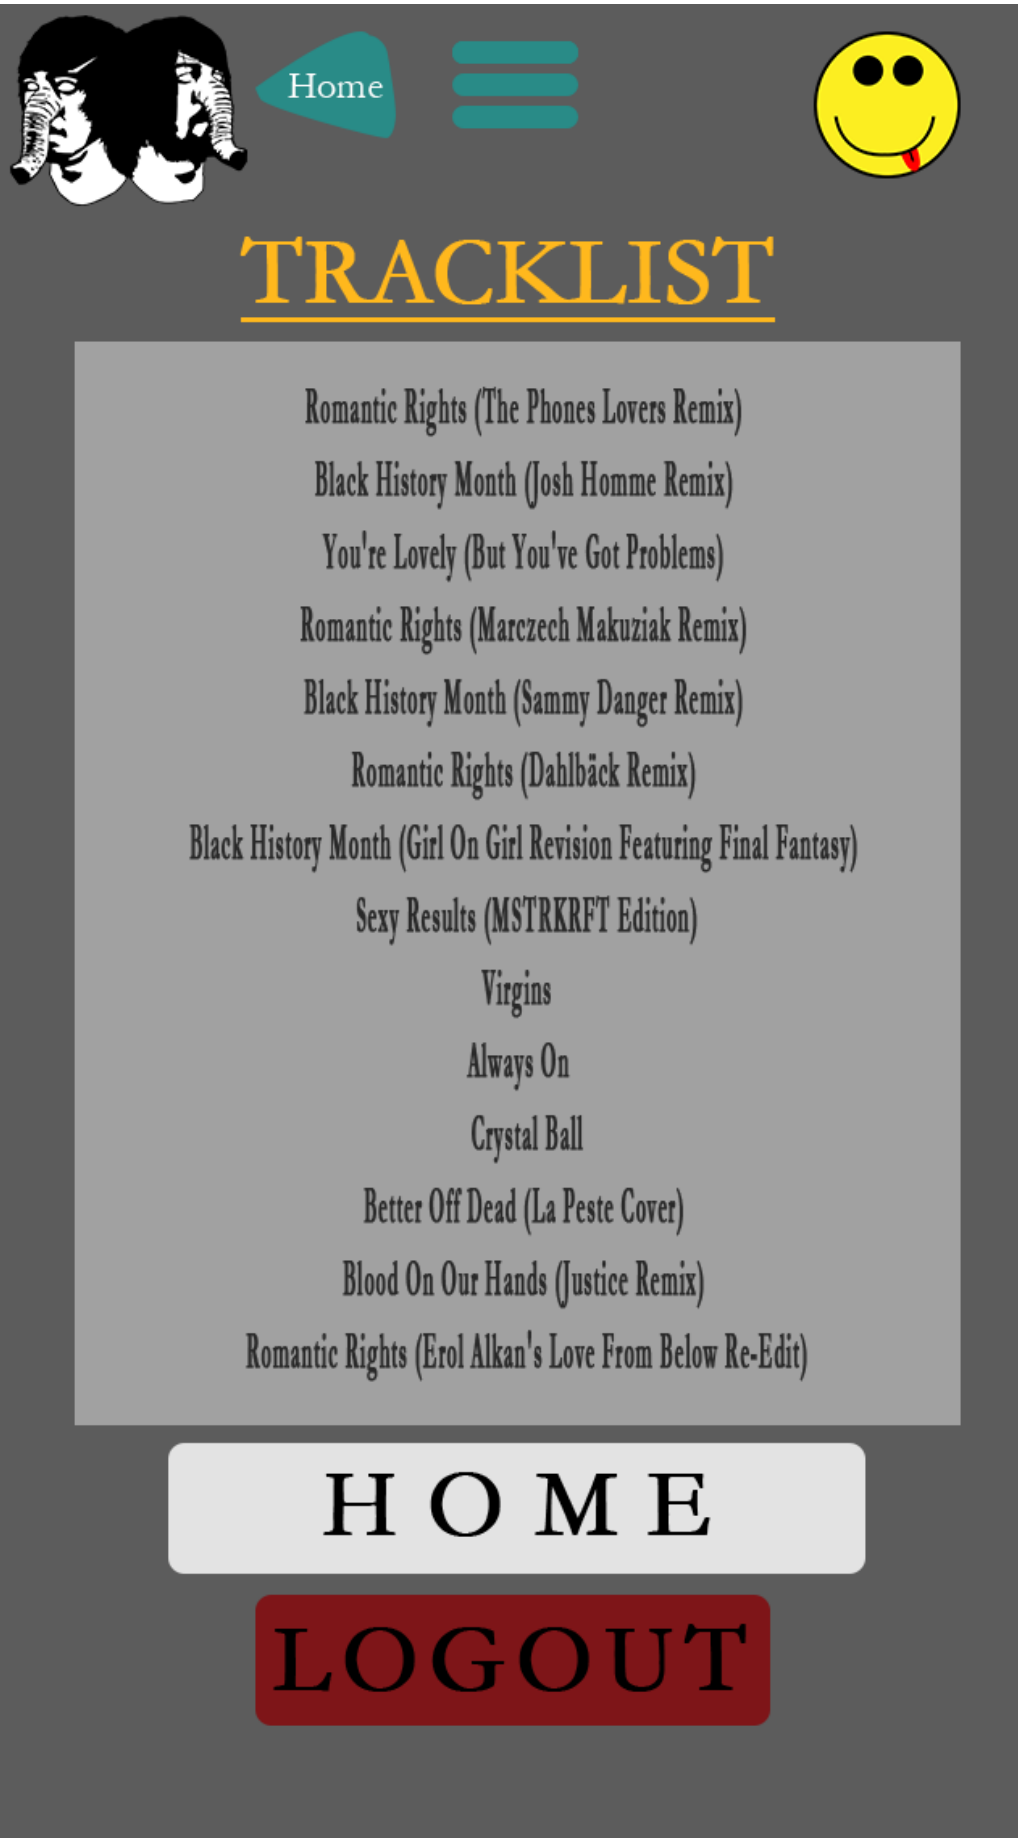 Home
TRACKLIST
Romantic Rights (The Phones Lovers Remix)
Black History Month (Josh Homme Remix)
You're Lovely (But You've Got Problems)
Romantic Rights (Marczech Makuziak Remix)
Black History Month (Sammy Danger Remix)
Romantic Rights (Dahlbäck Remix)
Black History Month (Girl On Girl Revision Featuring Final Fantasy)
Sexy Results (MSTRKRFT Edition)
Virgins
Always On
Crystal Ball
Better Off Dead (La Peste Cover)
Blood On Our Hands (Justice Remix)
Romantic Rights (Erol Alkan's Love From Below Re-Edit)
HOME
LOGOUT